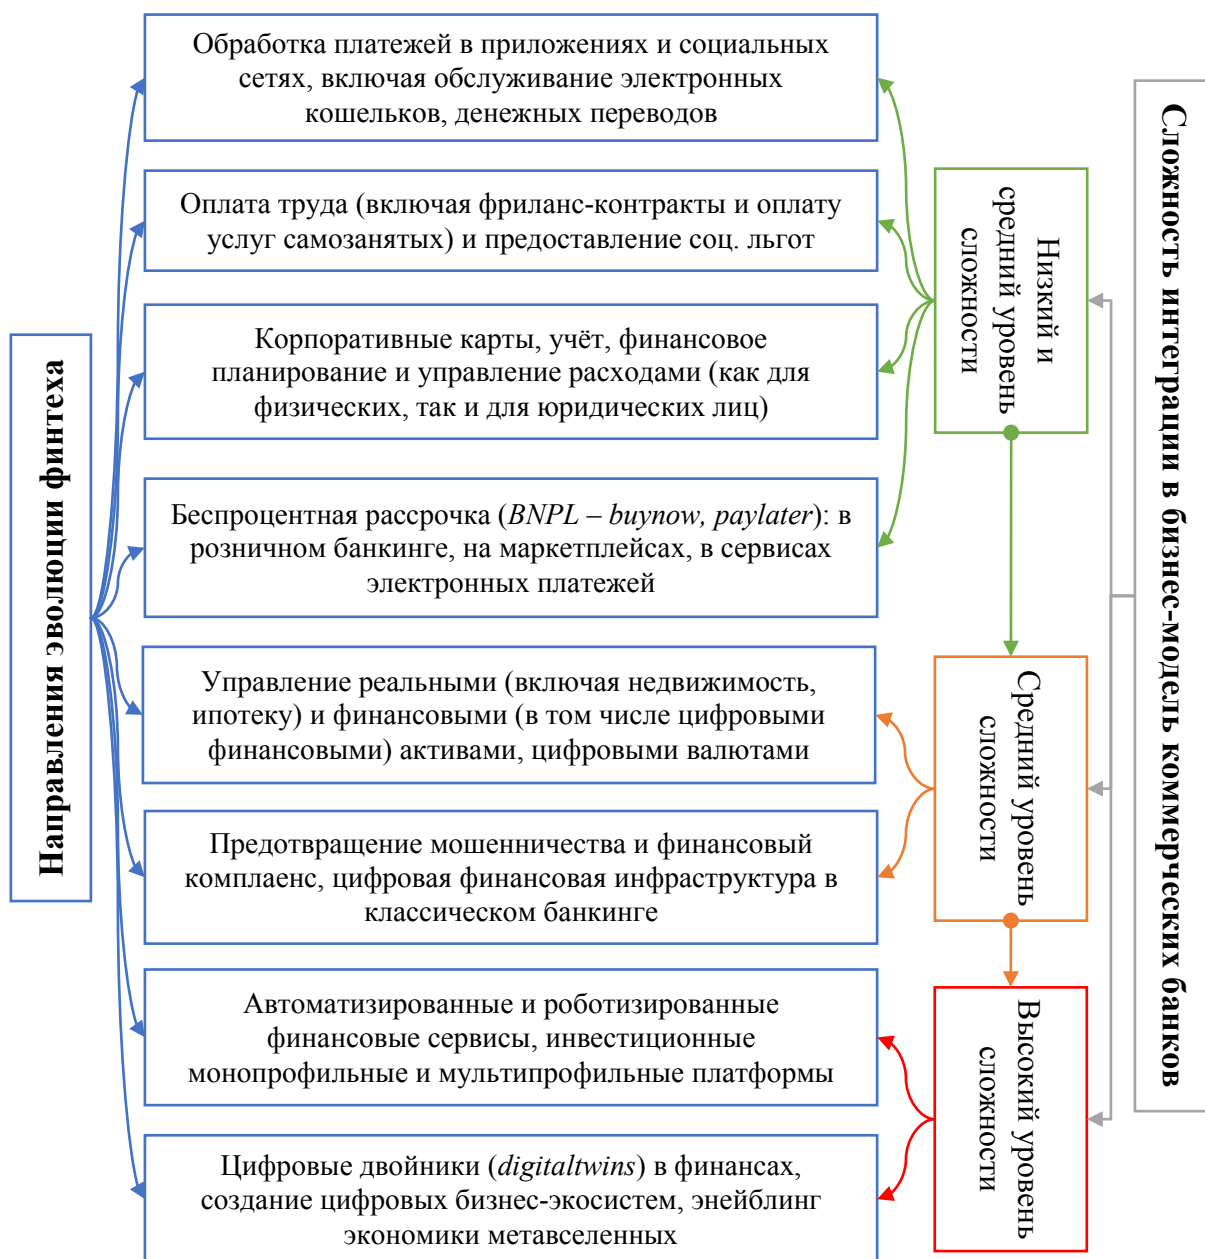 Направления эволюции финтеха
Обработка платежей в приложениях и социальных
сетях, включая обслуживание электронных
кошельков, денежных переводов
Оплата труда (включая фриланс-контракты и оплату
услуг самозанятых) и предоставление соц. льгот
Корпоративные карты, учёт, финансовое
планирование и управление расходами (как для
физических, так и для юридических лиц)
Беспроцентная рассрочка (BNPL – buynow, paylater): в
розничном банкинге, на маркетплейсах, в сервисах
электронных платежей
Управление реальными (включая недвижимость,
ипотеку) и финансовыми (в том числе цифровыми
финансовыми) активами, цифровыми валютами
Предотвращение мошенничества и финансовый
комплаенс, цифровая финансовая инфраструктура в
классическом банкинге
Автоматизированные и роботизированные
финансовые сервисы, инвестиционные
монопрофильные и мультипрофильные платформы
Цифровые двойники (digitaltwins) в финансах,
создание цифровых бизнес-экосистем, энейблинг
экономики метавселенных
Низкий и
средний уровень
сложности
Средний уровень
сложности
Высокий уровень
сложности
Сложность интеграции в бизнес-модель коммерческих банков